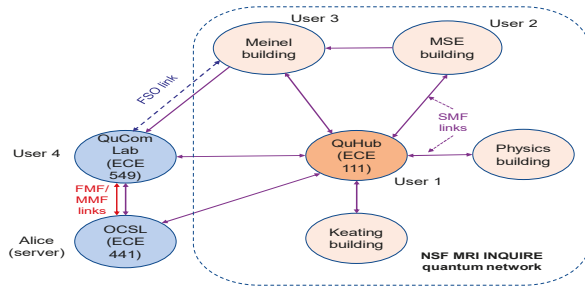 User 3
User 2
Meinel
building
MSE
building
FSO link
QuCom
Lab
(ECE
549)
User 4
SMF
links
QuHub
(ECE
111)
User 1
Physics
building
FMF/
MMF
links
Alice
(server)
OCSL
(ECE
441)
Keating
building
NSF MRI INQUIRE
quantum network